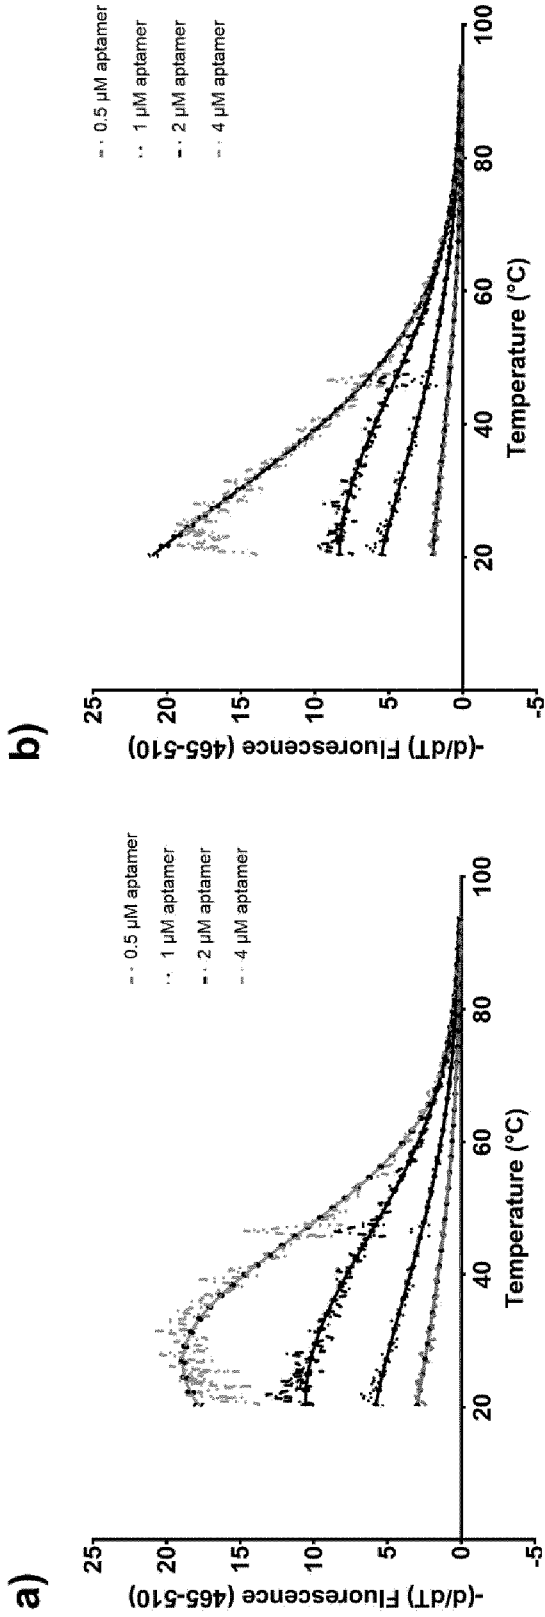 a)
-(d/dT) Fluorescence (465-510)
25
20
15
10
5
0
-5
20
40
60
80
100
Temperature (°C)
0.5 µM aptamer
1 µM aptamer
2 µM aptamer
4 µM aptamer
b)
-(d/dT) Fluorescence (465-510)
25
20
15
10
5
0
-5
20
40
60
80
100
Temperature (°C)
0.5 µM aptamer
1 µM aptamer
2 µM aptamer
4 µM aptamer